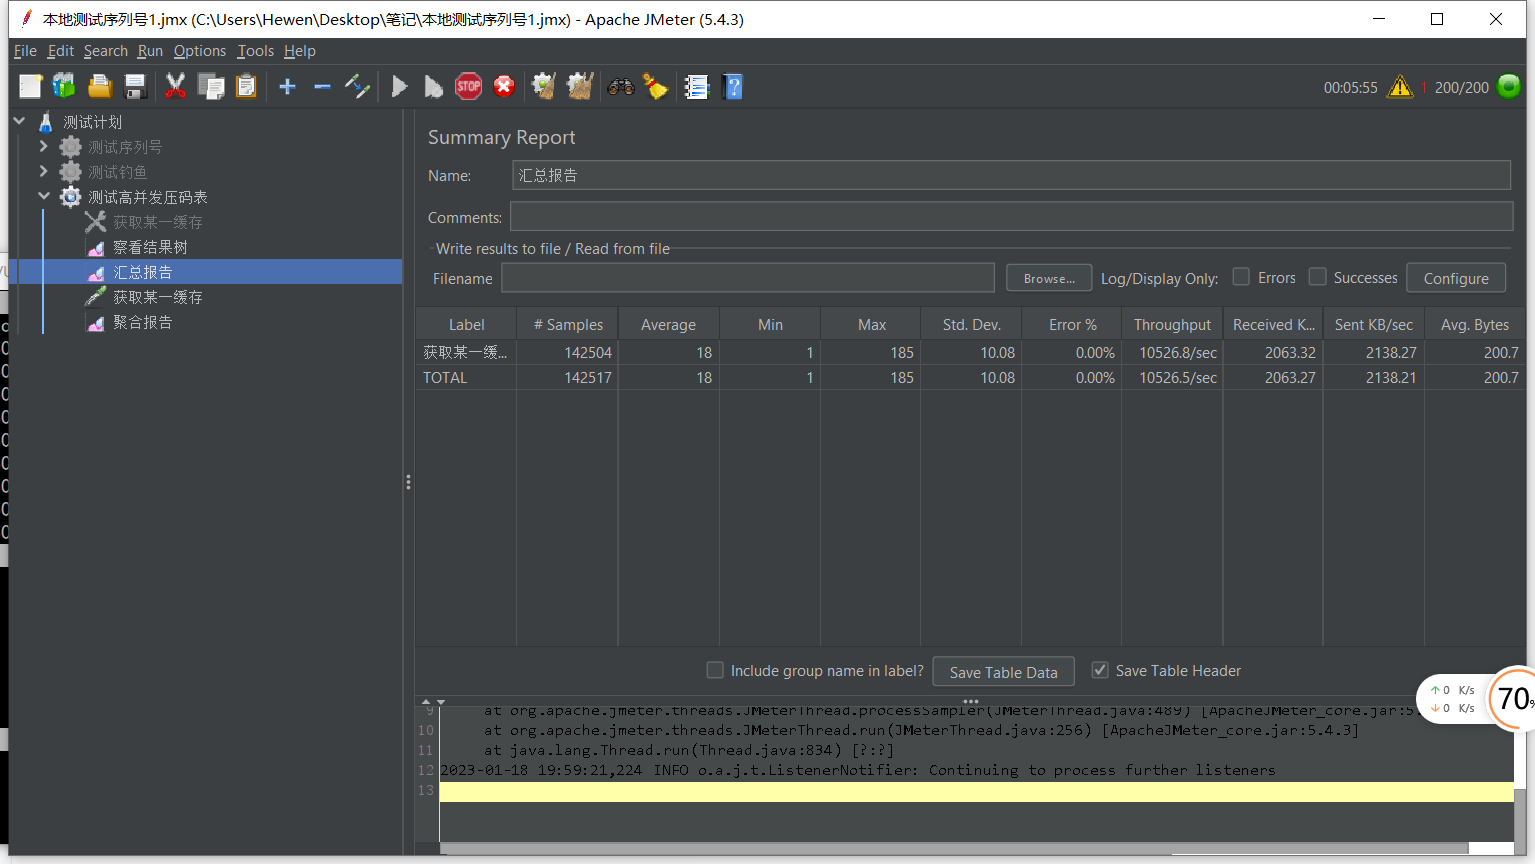 本地测试序列号1.jmx (C:\Users\Hewen\Desktop\笔记\本地测试序列号1.jmx) - Apache JMeter (5.4.3)
File Edit Search Run Options Tools Help
STOP
00:05:55 1 200/200
测试计划
测试序列号
测试钓鱼
测试高并发压码表
获取某一缓存
察看结果树
汇总报告
获取某一缓存
聚合报告
Summary Report
Name: 汇总报告
Comments:
Write results to file / Read from file
Filename Browse... Log/Display Only: Errors Successes Configure
Label # Samples Average Min Max Std. Dev. Error % Throughput Received K... Sent KB/sec Avg. Bytes
获取某一缓... 142504 18 1 185 10.08 0.00% 10526.8/sec 2063.32 2138.27 200.7
TOTAL 142517 18 1 185 10.08 0.00% 10526.5/sec 2063.27 2138.21 200.7
Include group name in label? Save Table Data Save Table Header
0 K/s
0 K/s
70%
9 at org.apache.jmeter.threads.JMeterThread.processSampler(JMeterThread.java:489) [ApacheJMeter_core.jar:5.
10 at org.apache.jmeter.threads.JMeterThread.run(JMeterThread.java:256) [ApacheJMeter_core.jar:5.4.3]
11 at java.lang.Thread.run(Thread.java:834) [?:?]
12 2023-01-18 19:59:21,224 INFO o.a.j.t.ListenerNotifier: Continuing to process further listeners
13